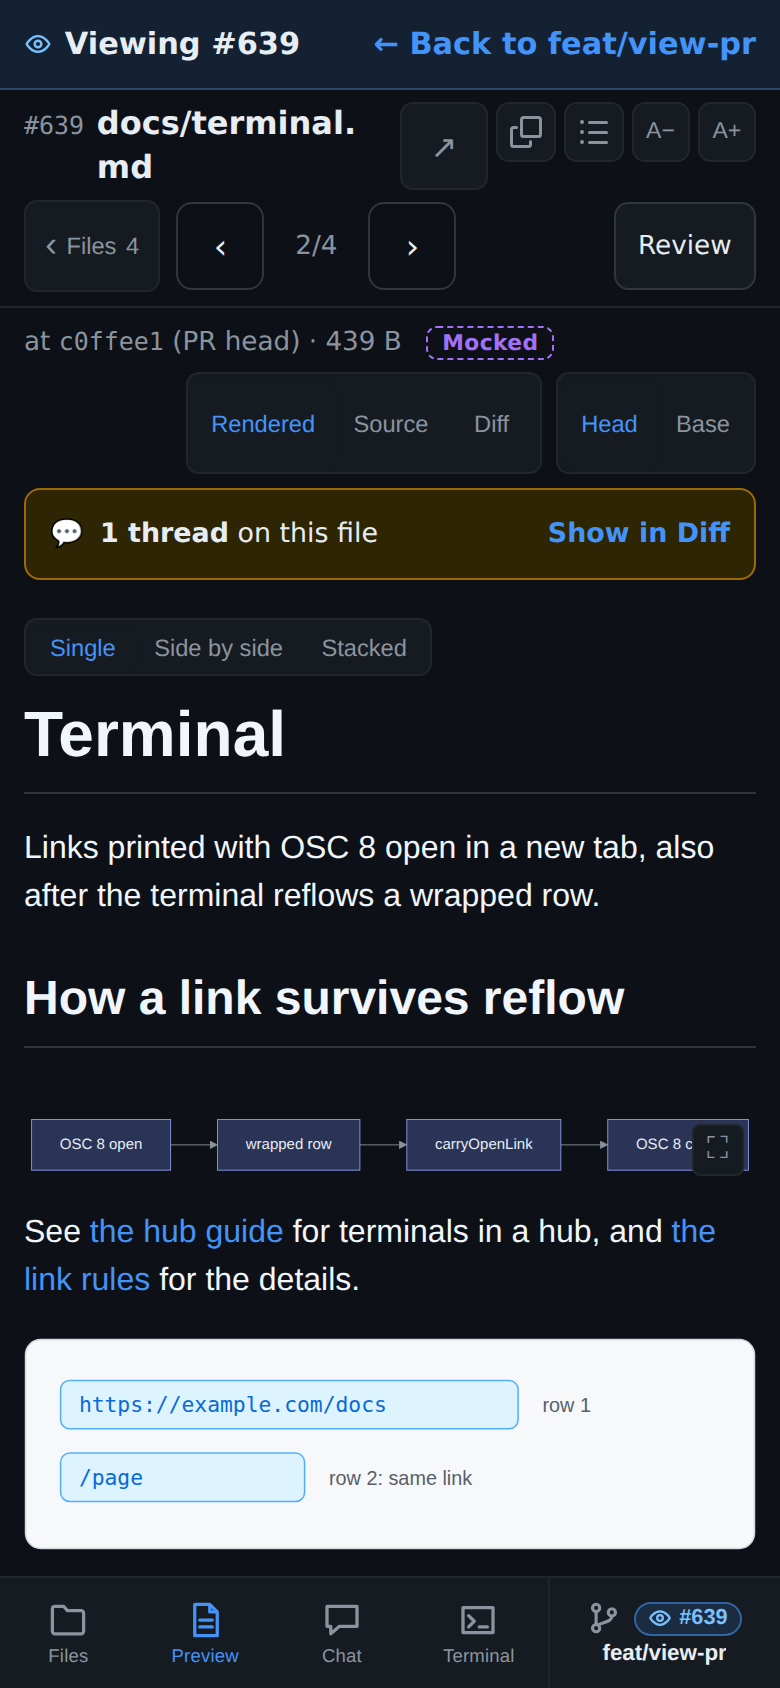 Viewing #639 ← Back to feat/view-pr
#639 docs/terminal.
md
↗ A− A+
‹ Files 4 ‹ 2/4 › Review
at c0ffee1 (PR head) · 439 B Mocked
Rendered Source Diff Head Base
💬 1 thread on this file Show in Diff
Single Side by side Stacked
Terminal
Links printed with OSC 8 open in a new tab, also
after the terminal reflows a wrapped row.
How a link survives reflow
OSC 8 open wrapped row carryOpenLink OSC 8 c
See the hub guide for terminals in a hub, and the
link rules for the details.
https://example.com/docs row 1
/page row 2: same link
Files Preview Chat Terminal #639
feat/view-pr